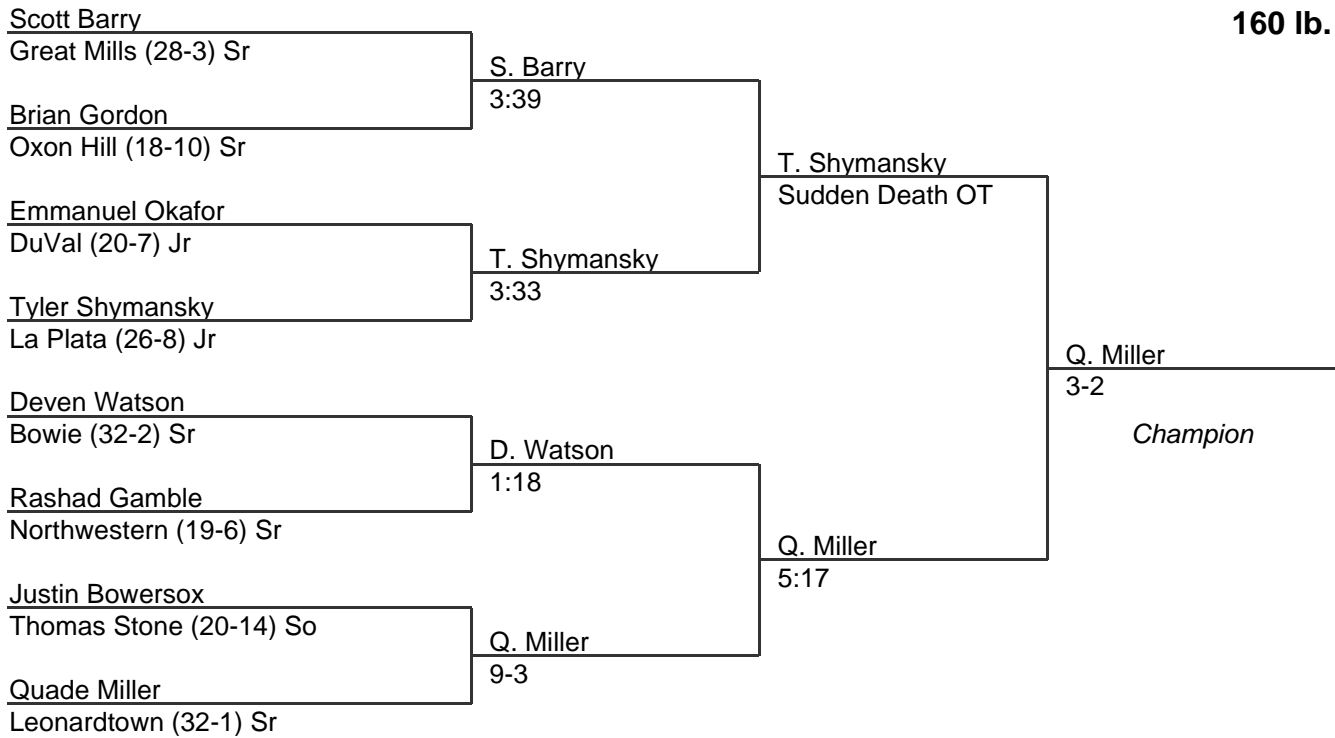 160 lb.
Scott Barry
Great Mills (28-3) Sr
Brian Gordon
Oxon Hill (18-10) Sr
Emmanuel Okafor
DuVal (20-7) Jr
Tyler Shymansky
La Plata (26-8) Jr
Deven Watson
Bowie (32-2) Sr
Rashad Gamble
Northwestern (19-6) Sr
Justin Bowersox
Thomas Stone (20-14) So
Quade Miller
Leonardtown (32-1) Sr
S. Barry
3:39
T. Shymansky
3:33
D. Watson
1:18
Q. Miller
9-3
T. Shymansky
Sudden Death OT
Q. Miller
5:17
Q. Miller
3-2
Champion